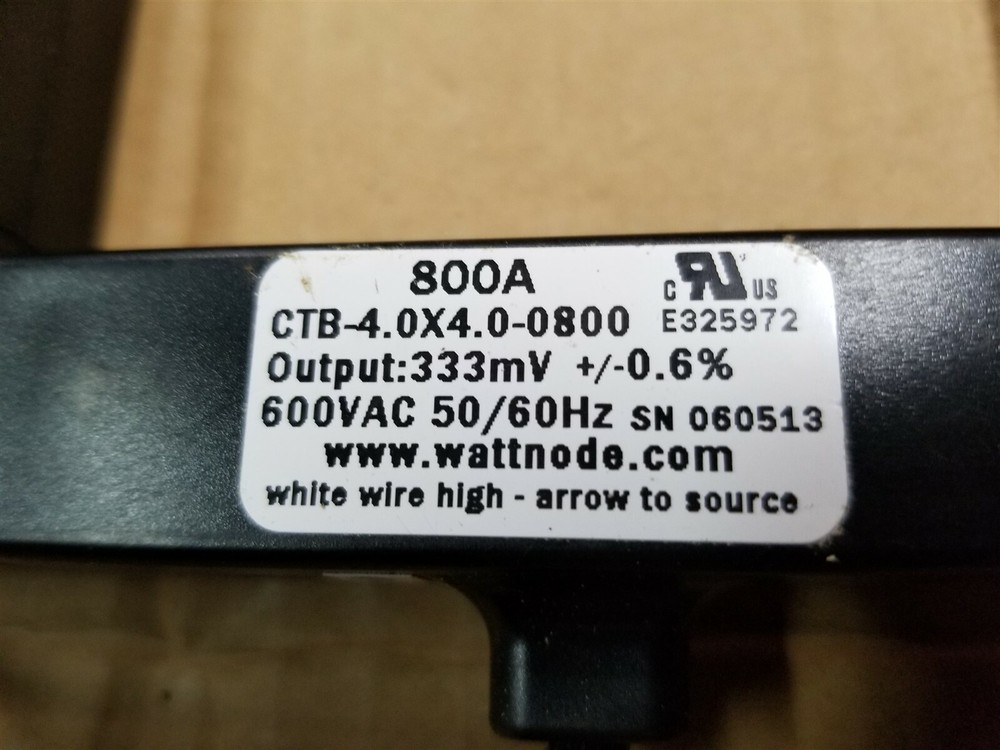 800A
c RU US
CTB-4.0X4.0-0800 E325972
Output:333mV +/-0.6%
600VAC 50/60Hz SN 060513
www.wattnode.com
white wire high - arrow to source